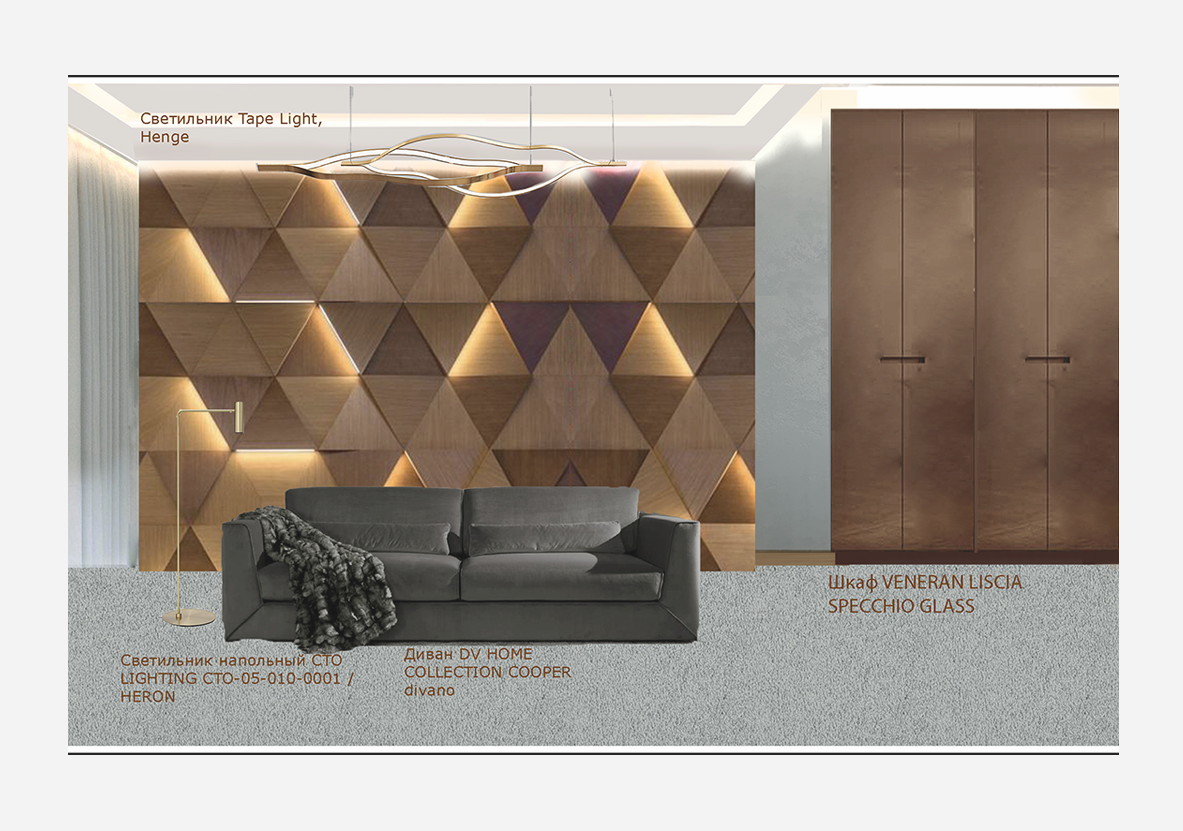 Светильник Tape Light,
Henge
Шкаф VENERAN LISCIA
SPECCHIO GLASS
Светильник напольный CTO
LIGHTING CTO-05-010-0001 /
HERON
Диван DV HOME
COLLECTION COOPER
divano